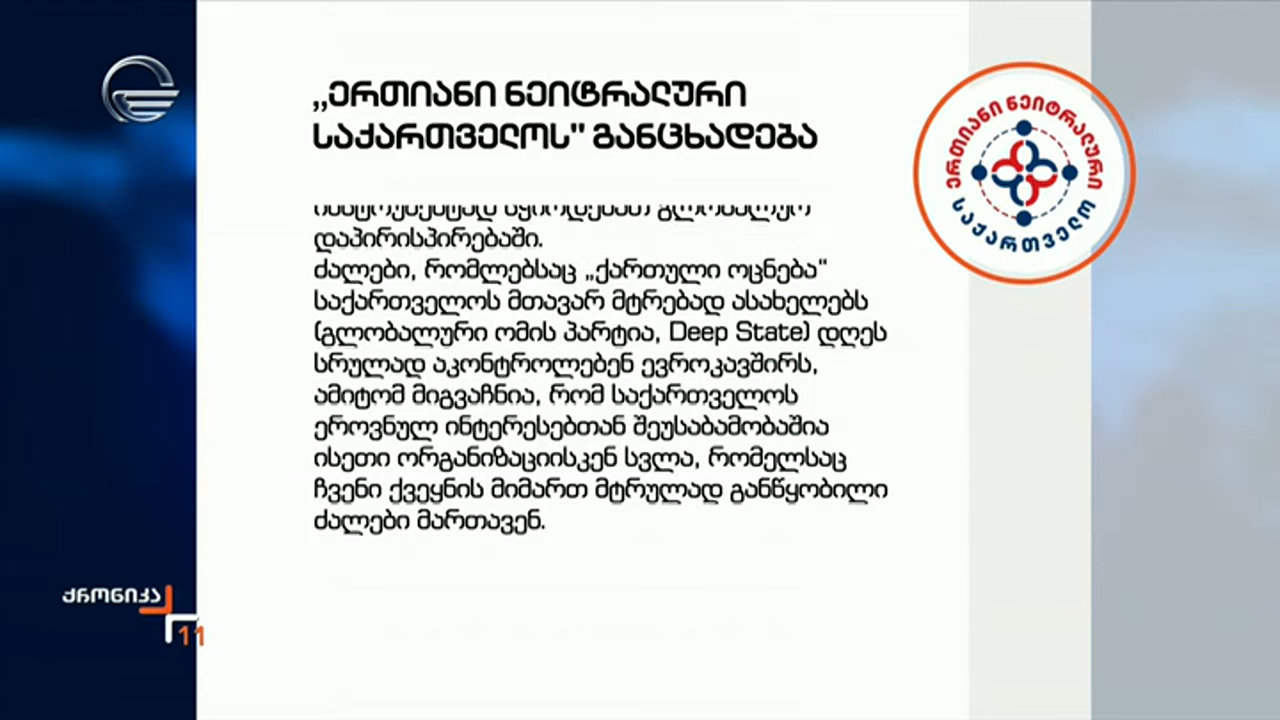 „ერთიანი ნეიტრალური
საქართველოს" განცხადება
ერთიანი ნეიტრალური
საქართველო
დაპირისპირებაში.
ძალები, რომლებსაც „ქართული ოცნება“
საქართველოს მთავარ მტრებად ასახელებს
(გლობალური ომის პარტია, Deep State) დღეს
სრულად აკონტროლებენ ევროკავშირს,
ამიტომ მიგვაჩნია, რომ საქართველოს
ეროვნულ ინტერესებთან შეუსაბამობაშია
ისეთი ორგანიზაციისკენ სვლა, რომელსაც
ჩვენი ქვეყნის მიმართ მტრულად განწყობილი
ძალები მართავენ.
ქრონიკა
11